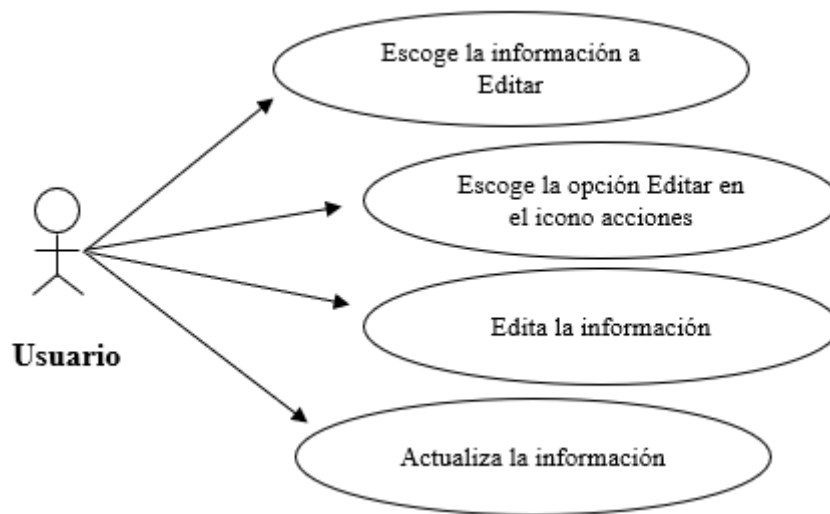 Escoge la información a
Editar
Escoge la opción Editar en
el icono acciones
Edita la información
Usuario
Actualiza la información